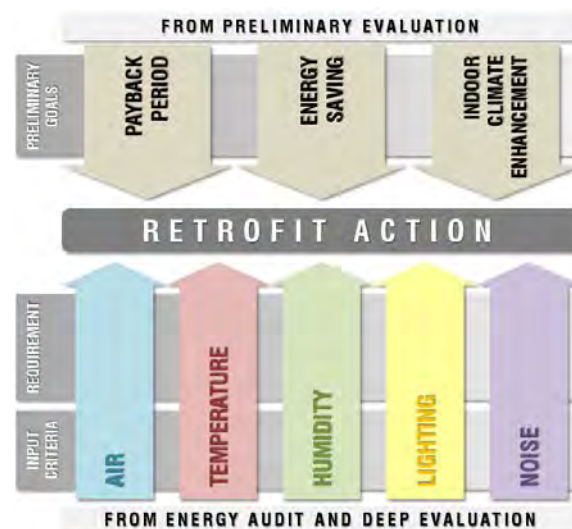 FROM PRELIMINARY EVALUATION
PRELIMINARY
GOALS
PAYBACK
PERIOD
ENERGY
SAVING
INDOOR
CLIMATE
ENHANCEMENT
RETROFIT ACTION
REQUIREMENT
INPUT
CRITERIA
AIR
TEMPERATURE
HUMIDITY
LIGHTING
NOISE
FROM ENERGY AUDIT AND DEEP EVALUATION